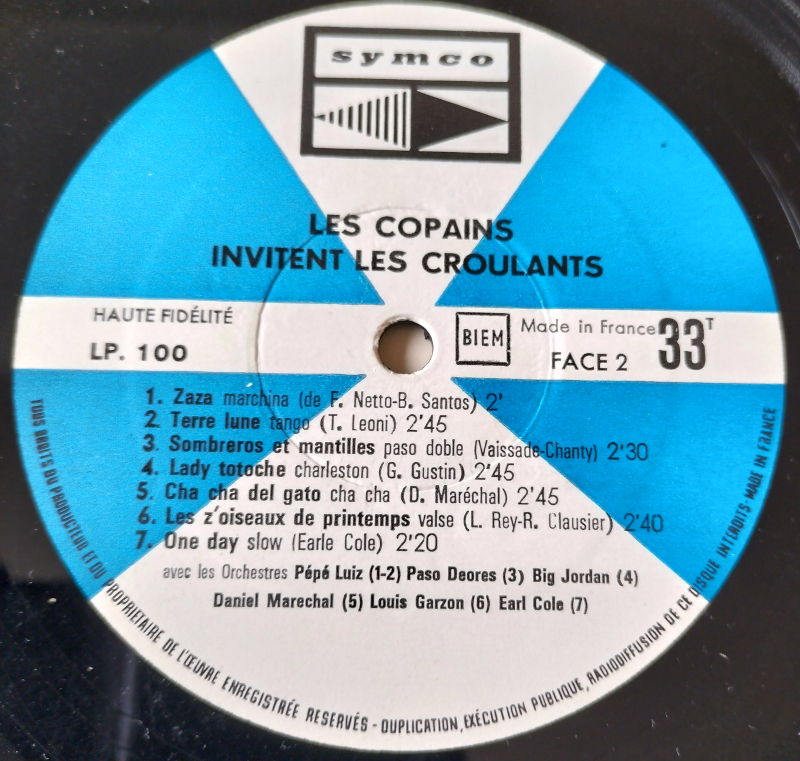 symco
LES COPAINS
INVITENT LES CROULANTS
HAUTE FIDÉLITÉ
LP. 100
BIEM
Made in France
FACE 2
33T
1. Zaza marchina (de F. Netto-B. Santos) 2'
2. Terre lune tango (T. Leoni) 2'45
3. Sombreros et mantilles paso doble (Vaissade-Chanty) 2'30
4. Lady totoche charleston (G. Gustin) 2'45
5. Cha cha del gato cha cha (D. Maréchal) 2'45
6. Les z'oiseaux de printemps valse (L. Rey-R. Clausier) 2'40
7. One day slow (Earle Cole) 2'20
avec les Orchestres Pépé Luiz (1-2) Paso Deores (3) Big Jordan (4)
Daniel Marechal (5) Louis Garzon (6) Earl Cole (7)
TOUS DROITS DU PRODUCTEUR ET DU PROPRIETAIRE DE L'ŒUVRE ENREGISTRÉE RESERVÉS - DUPLICATION, EXÉCUTION PUBLIQUE, RADIODIFFUSION DE CE DISQUE INTERDITS - MADE IN FRANCE